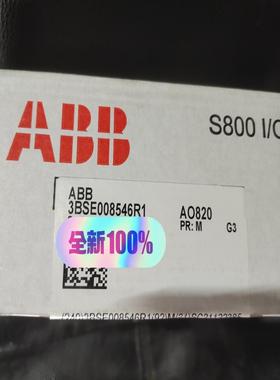 ABB
S800 I/O
ABB
3BSE008546R1
AO820
PR: M
G3
全新100%